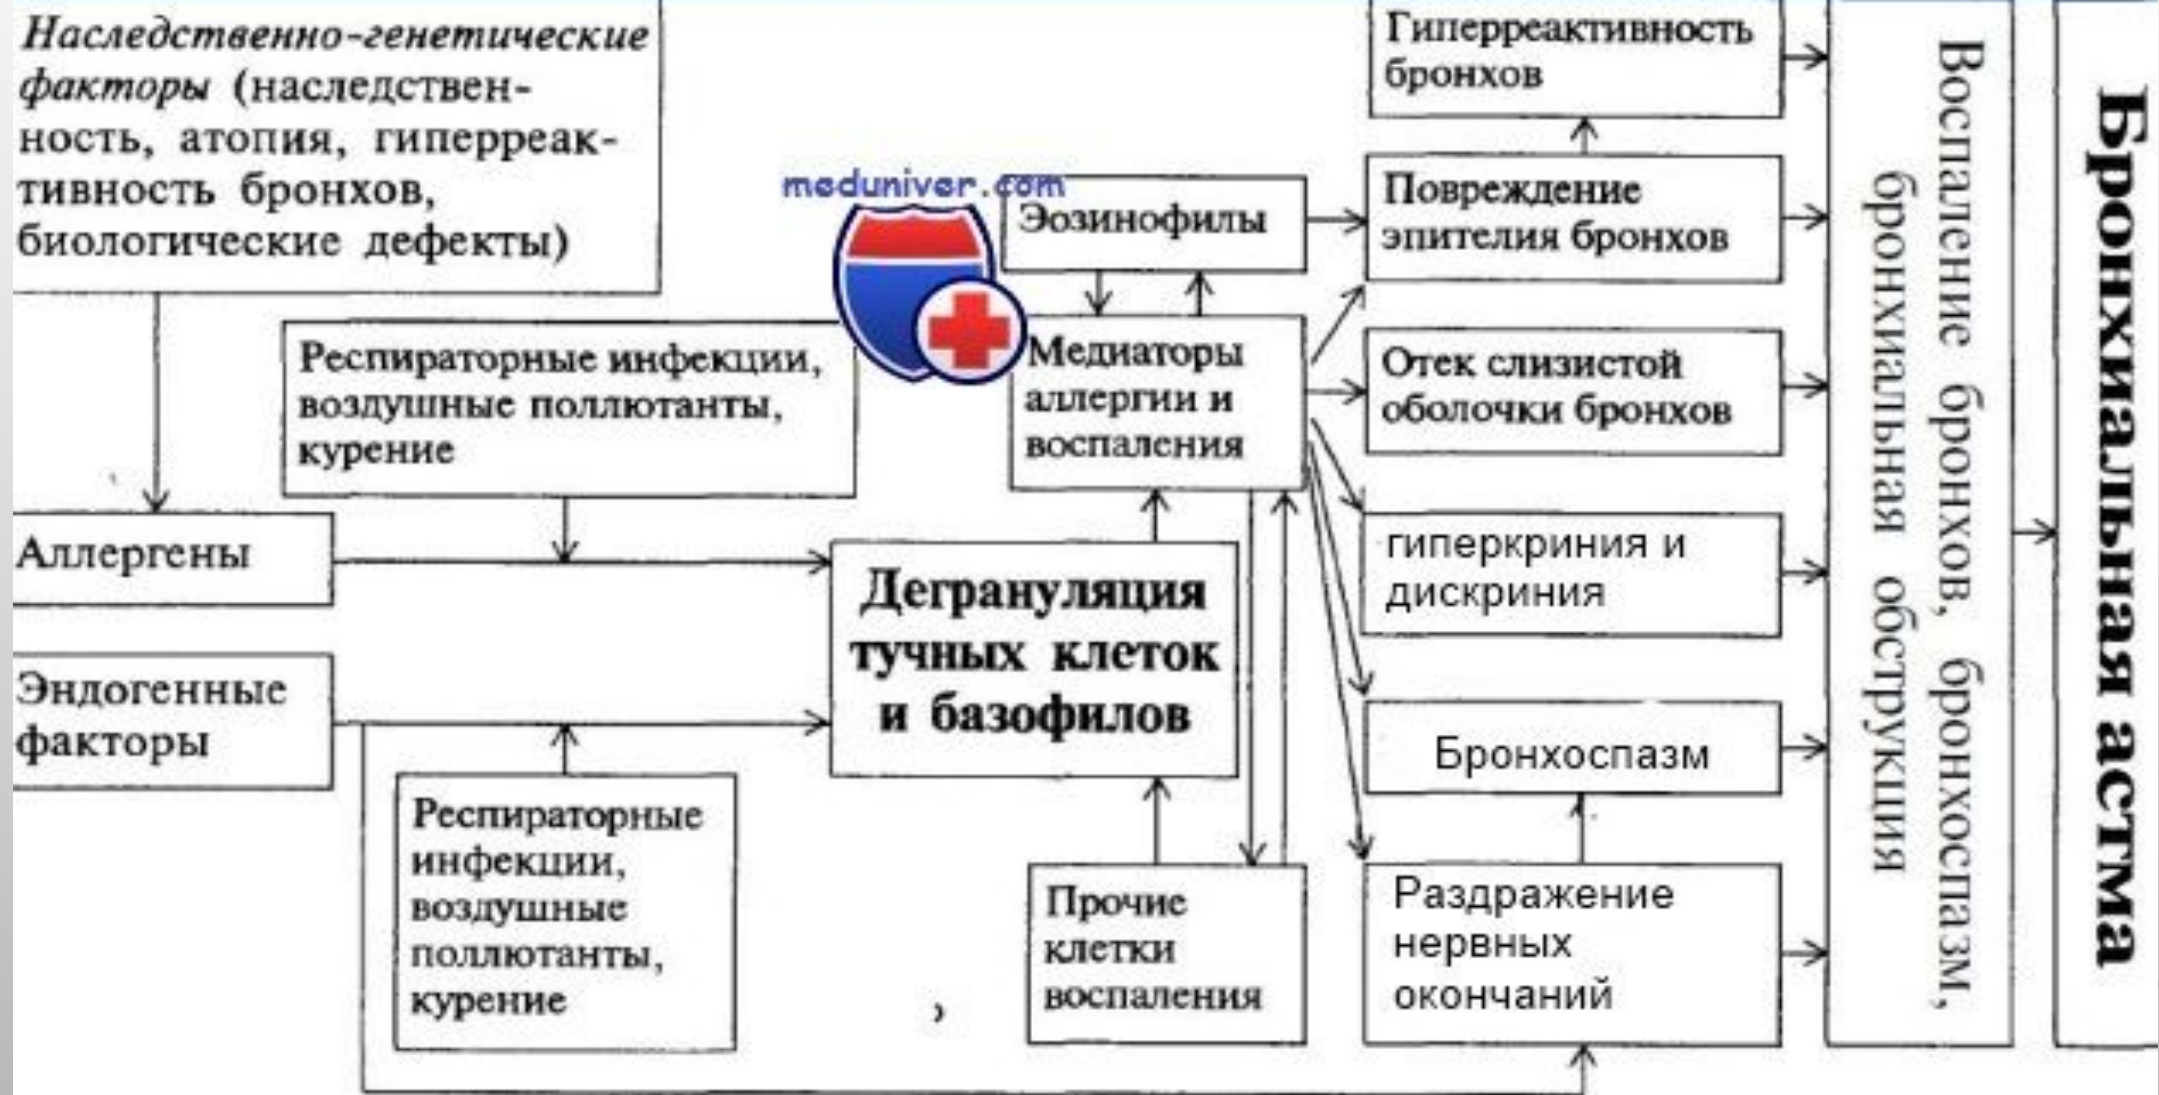 Наследственно-генетические
факторы (наследствен-
ность, атопия, гиперреак-
тивность бронхов,
биологические дефекты)
Респираторные инфекции,
воздушные поллютанты,
курение
Аллергены
Эндогенные
факторы
Респираторные
инфекции,
воздушные
поллютанты,
курение
meduniver.com
Эозинофилы
Медиаторы
аллергии и
воспаления
Дегрануляция
тучных клеток
и базофилов
Прочие
клетки
воспаления
Гиперреактивность
бронхов
Повреждение
эпителия бронхов
Отек слизистой
оболочки бронхов
гиперкриния и
дискриния
Бронхоспазм
Раздражение
нервных
окончаний
Воспаление бронхов, бронхоспазм,
бронхиальная обструкция
Бронхиальная астма